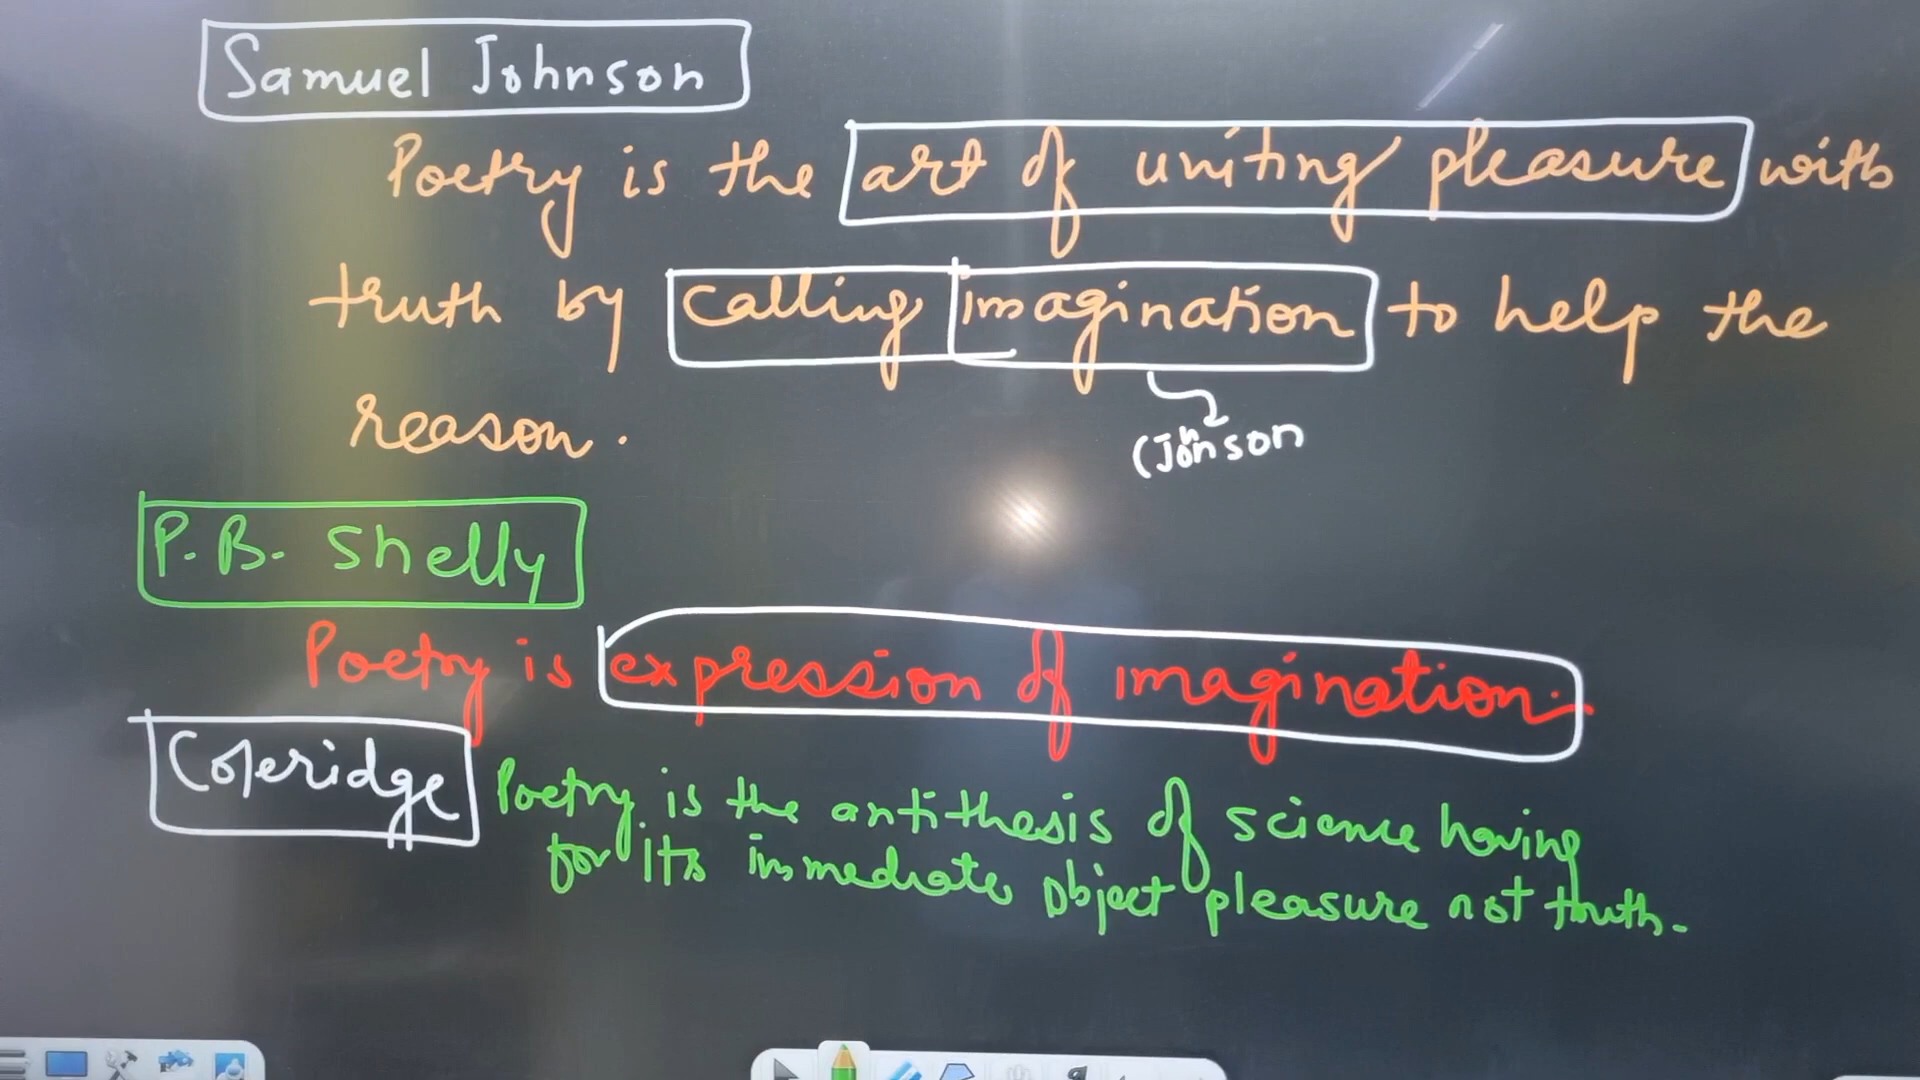 Samuel Johnson
Poetry is the art of uniting pleasure with
truth by calling imagination to help the
reason.
(Johnson
P.B. Shelly
Poetry is expression of imagination.
Coleridge
Poetry is the antithesis of science having
for its immediate object pleasure not truth.